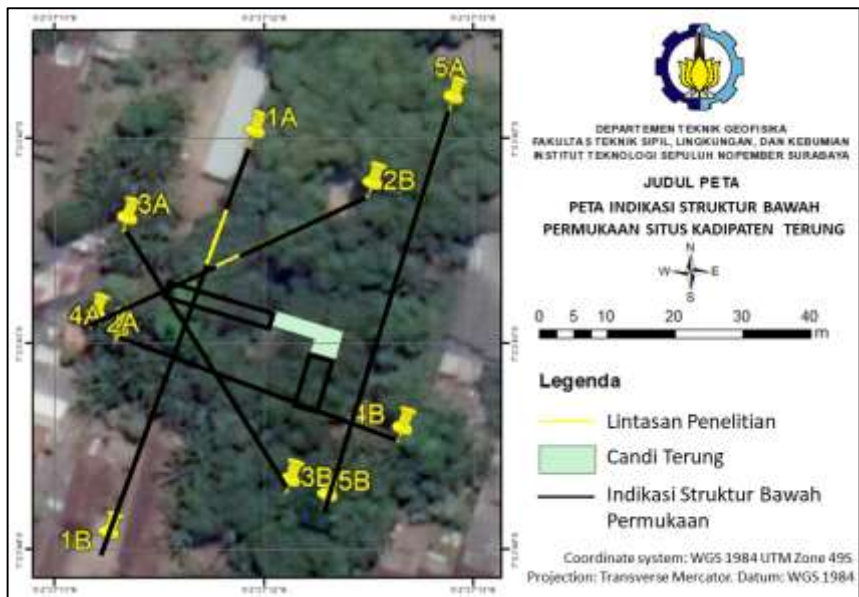 1A
5A
2B
3A
4A
2A
4B
3B
5B
1B
DEPARTEMEN TEKNIK GEOFISIKA
FAKULTAS TEKNIK SIPIL, LINGKUNGAN, DAN KEBUMIAN
INSTITUT TEKNOLOGI SEPULUH NOPEMBER SURABAYA
JUDUL PETA
PETA INDIKASI STRUKTUR BAWAH
PERMUKAAN SITUS KADIPATEN TERUNG
N
W E
S
0 5 10 20 30 40
m
Legenda
Lintasan Penelitian
Candi Terung
Indikasi Struktur Bawah
Permukaan
Coordinate system: WGS 1984 UTM Zone 49S
Projection: Transverse Mercator. Datum: WGS 1984